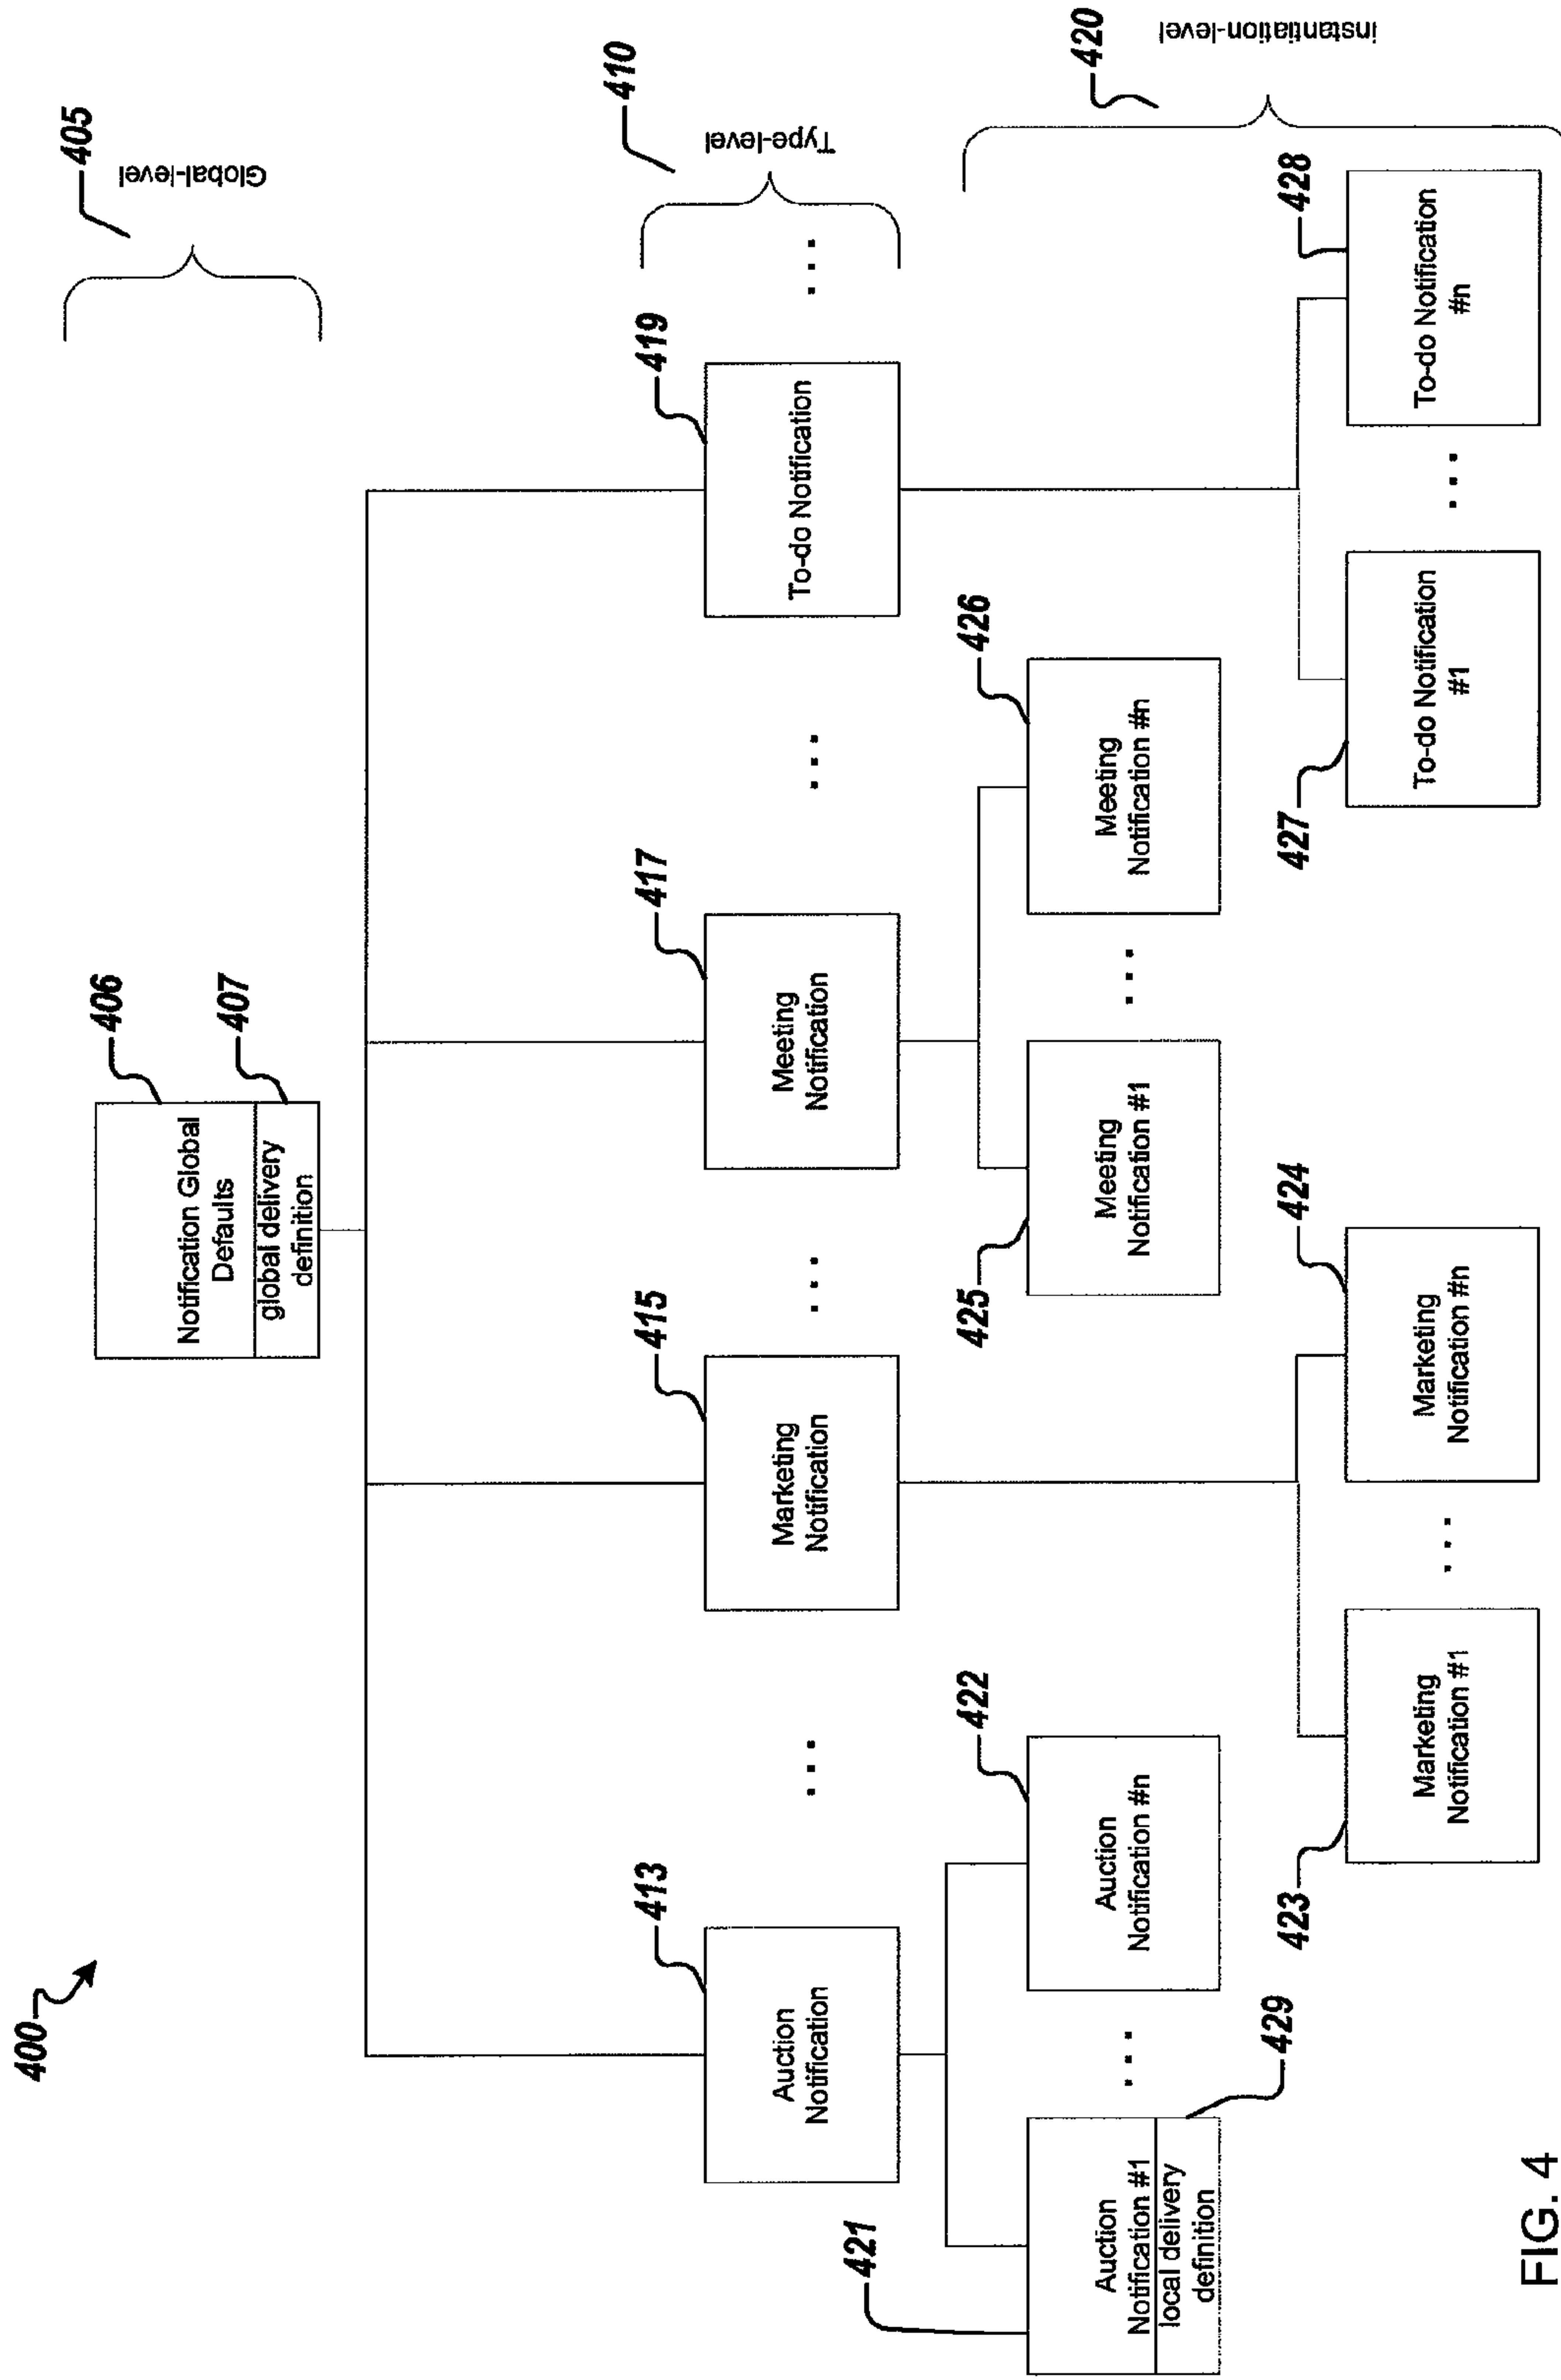 400
405
Global-level
406
Notification Global
Defaults
407
global delivery
definition
410
Type-level
413
Auction
Notification
...
415
Marketing
Notification
...
417
Meeting
Notification
...
419
To-do Notification
...
420
instantiation-level
421
Auction
Notification #1
local delivery
definition
429
...
422
Auction
Notification #n
425
Meeting
Notification #1
...
426
Meeting
Notification #n
423
Marketing
Notification #1
...
424
Marketing
Notification #n
427
To-do Notification
#1
...
428
To-do Notification
#n
FIG. 4